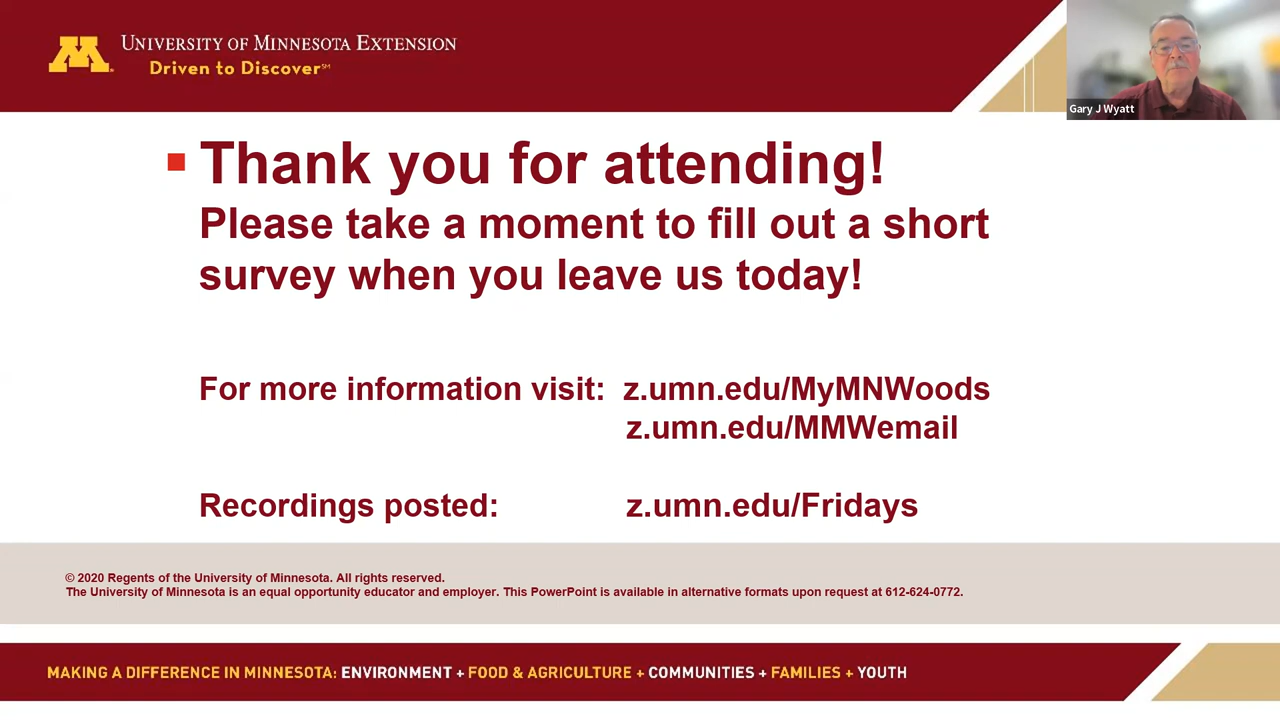 UNIVERSITY OF MINNESOTA EXTENSION
Driven to Discover℠
Gary J Wyatt
Thank you for attending!
Please take a moment to fill out a short
survey when you leave us today!
For more information visit: z.umn.edu/MyMNWoods
z.umn.edu/MMWemail
Recordings posted: z.umn.edu/Fridays
© 2020 Regents of the University of Minnesota. All rights reserved.
The University of Minnesota is an equal opportunity educator and employer. This PowerPoint is available in alternative formats upon request at 612-624-0772.
MAKING A DIFFERENCE IN MINNESOTA: ENVIRONMENT + FOOD & AGRICULTURE + COMMUNITIES + FAMILIES + YOUTH